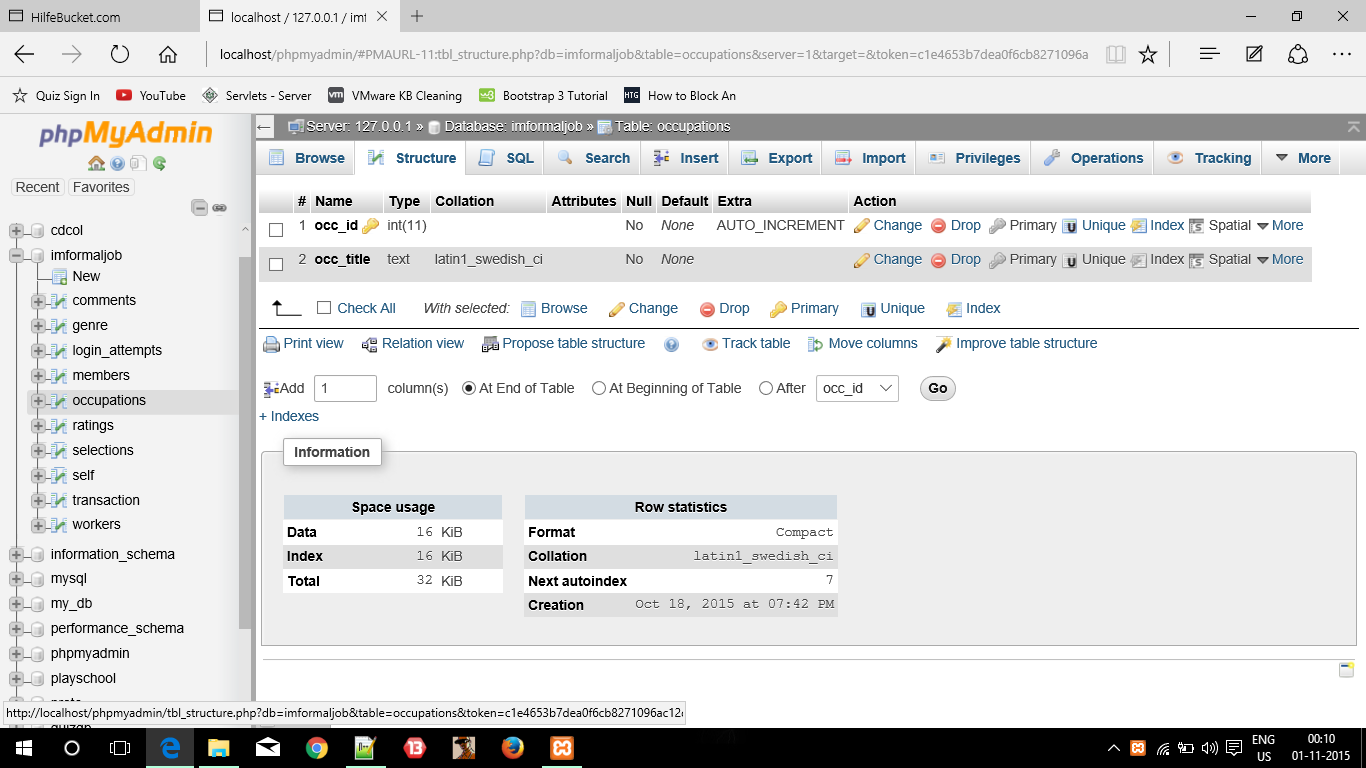 HilfeBucket.com
localhost / 127.0.0.1 / imf
localhost/phpmyadmin/#PMAURL-11:tbl_structure.php?db=imformaljob&table=occupations&server=1&target=&token=c1e4653b7dea0f6cb8271096a
Quiz Sign In YouTube Servlets - Server VMware KB Cleaning Bootstrap 3 Tutorial How to Block An
phpMyAdmin
Recent Favorites
cdcol
imformaljob
New
comments
genre
login_attempts
members
occupations
ratings
selections
self
transaction
workers
information_schema
mysql
my_db
performance_schema
phpmyadmin
playschool
Server: 127.0.0.1 » Database: imformaljob » Table: occupations
Browse Structure SQL Search Insert Export Import Privileges Operations Tracking More
# Name Type Collation Attributes Null Default Extra Action
1 occ_id int(11) No None AUTO_INCREMENT Change Drop Primary Unique Index Spatial More
2 occ_title text latin1_swedish_ci No None Change Drop Primary Unique Index Spatial More
Check All With selected: Browse Change Drop Primary Unique Index
Print view Relation view Propose table structure Track table Move columns Improve table structure
Add 1 column(s) At End of Table At Beginning of Table After occ_id Go
+ Indexes
Information
Space usage
Data 16 KiB
Index 16 KiB
Total 32 KiB
Row statistics
Format Compact
Collation latin1_swedish_ci
Next autoindex 7
Creation Oct 18, 2015 at 07:42 PM
http://localhost/phpmyadmin/tbl_structure.php?db=imformaljob&table=occupations&token=c1e4653b7dea0f6cb8271096ac12
ENG
US
00:10
01-11-2015